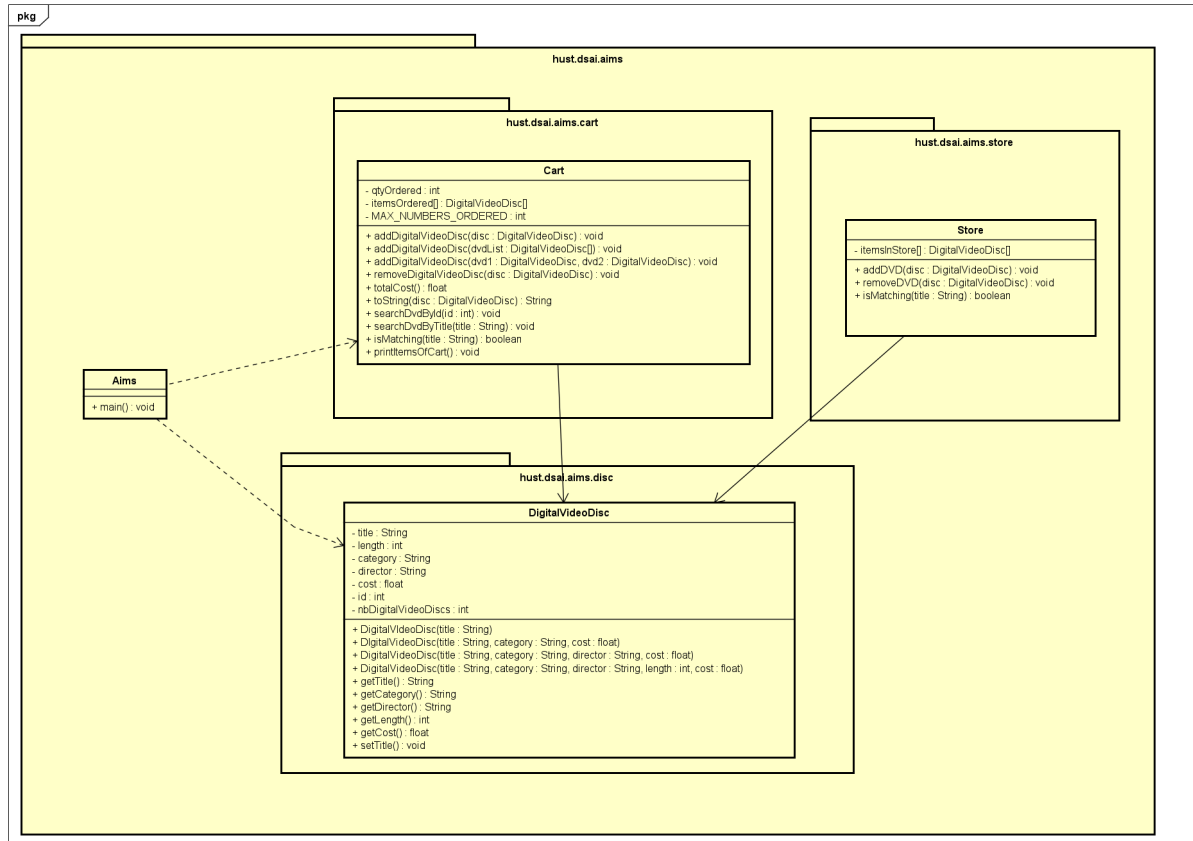 pkg
hust.dsai.aims
hust.dsai.aims.cart
Cart
- qtyOrdered : int
- itemsOrdered[] : DigitalVideoDisc[]
- MAX_NUMBERS_ORDERED : int
+ addDigitalVideoDisc(disc : DigitalVideoDisc) : void
+ addDigitalVideoDisc(dvdList : DigitalVideoDisc[]) : void
+ addDigitalVideoDisc(dvd1 : DigitalVideoDisc, dvd2 : DigitalVideoDisc) : void
+ removeDigitalVideoDisc(disc : DigitalVideoDisc) : void
+ totalCost() : float
+ toString(disc : DigitalVideoDisc) : String
+ searchDvdById(id : int) : void
+ searchDvdByTitle(title : String) : void
+ isMatching(title : String) : boolean
+ printItemsOfCart() : void
hust.dsai.aims.store
Store
- itemsInStore[] : DigitalVideoDisc[]
+ addDVD(disc : DigitalVideoDisc) : void
+ removeDVD(disc : DigitalVideoDisc) : void
+ isMatching(title : String) : boolean
Aims
+ main() : void
hust.dsai.aims.disc
DigitalVideoDisc
- title : String
- length : int
- category : String
- director : String
- cost : float
- id : int
- nbDigitalVideoDiscs : int
+ DigitalVIdeoDisc(title : String)
+ DIgitalVideoDisc(title : String, category : String, cost : float)
+ DigitalVideoDisc(title : String, category : String, director : String, cost : float)
+ DigitalVideoDisc(title : String, category : String, director : String, length : int, cost : float)
+ getTitle() : String
+ getCategory() : String
+ getDirector() : String
+ getLength() : int
+ getCost() : float
+ setTitle() : void